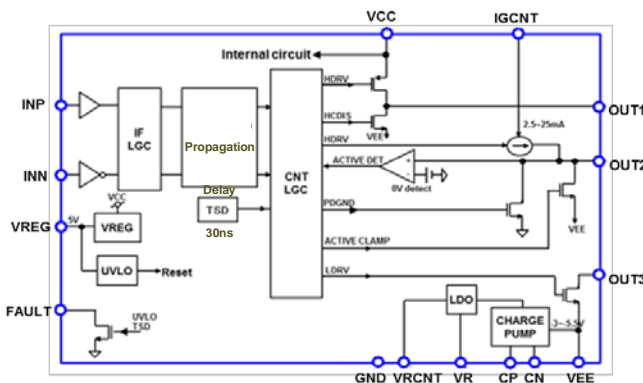 VCC IGCNT
Internal circuit
HDRV
INP
OUT1
IF
LGC
Propagation
HCDIS
VEE
2.5~25mA
HDRV
INN
CNT
LGC
ACTIVE DET
OUT2
0V detect
Delay
VCC
TSD
30ns
PDGND
VEE
VREG
5V
VREG
ACTIVE CLAMP
UVLO
Reset
LDRV
OUT3
FAULT
UVLO
TSD
LDO
CHARGE
PUMP
-3~-5.5V
GND VRCNT VR CP CN VEE